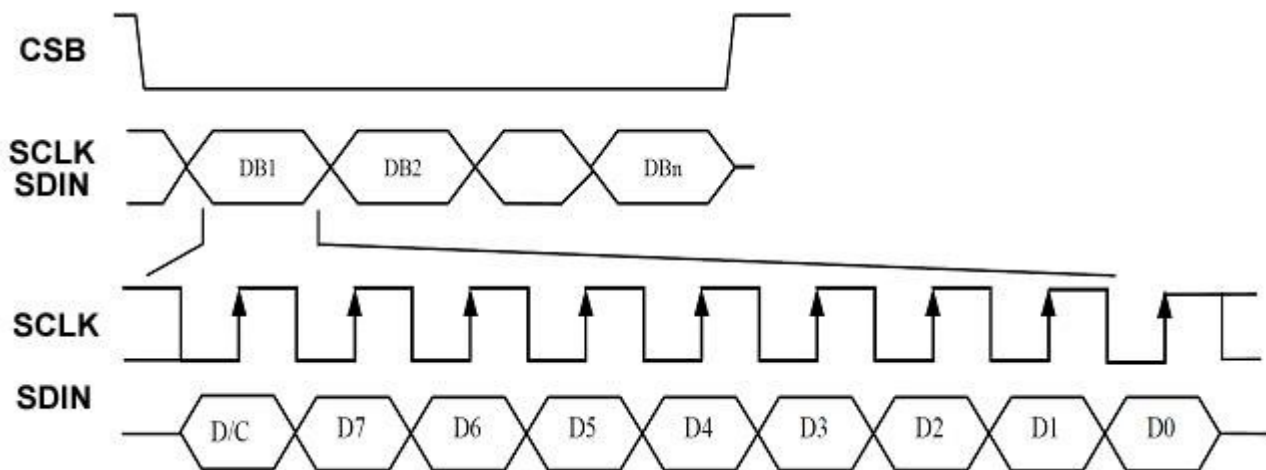 CSB
SCLK
SDIN
DB1 DB2 DBn
SCLK
SDIN
D/C D7 D6 D5 D4 D3 D2 D1 D0